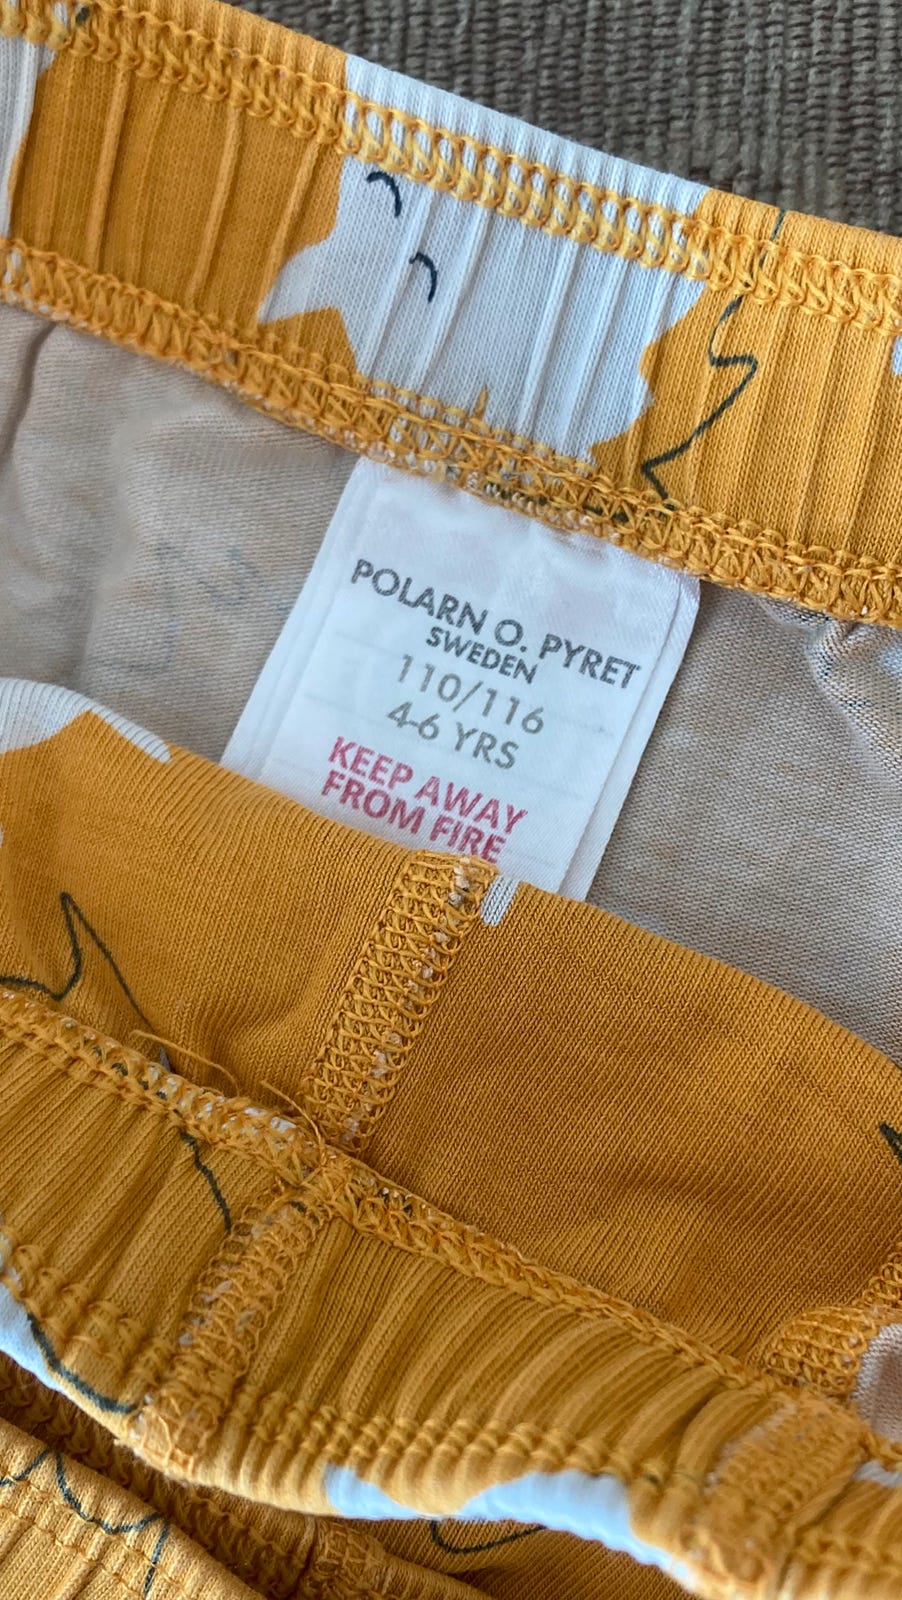 POLARN O. PYRET
SWEDEN
110/116
4-6 YRS
KEEP AWAY
FROM FIRE